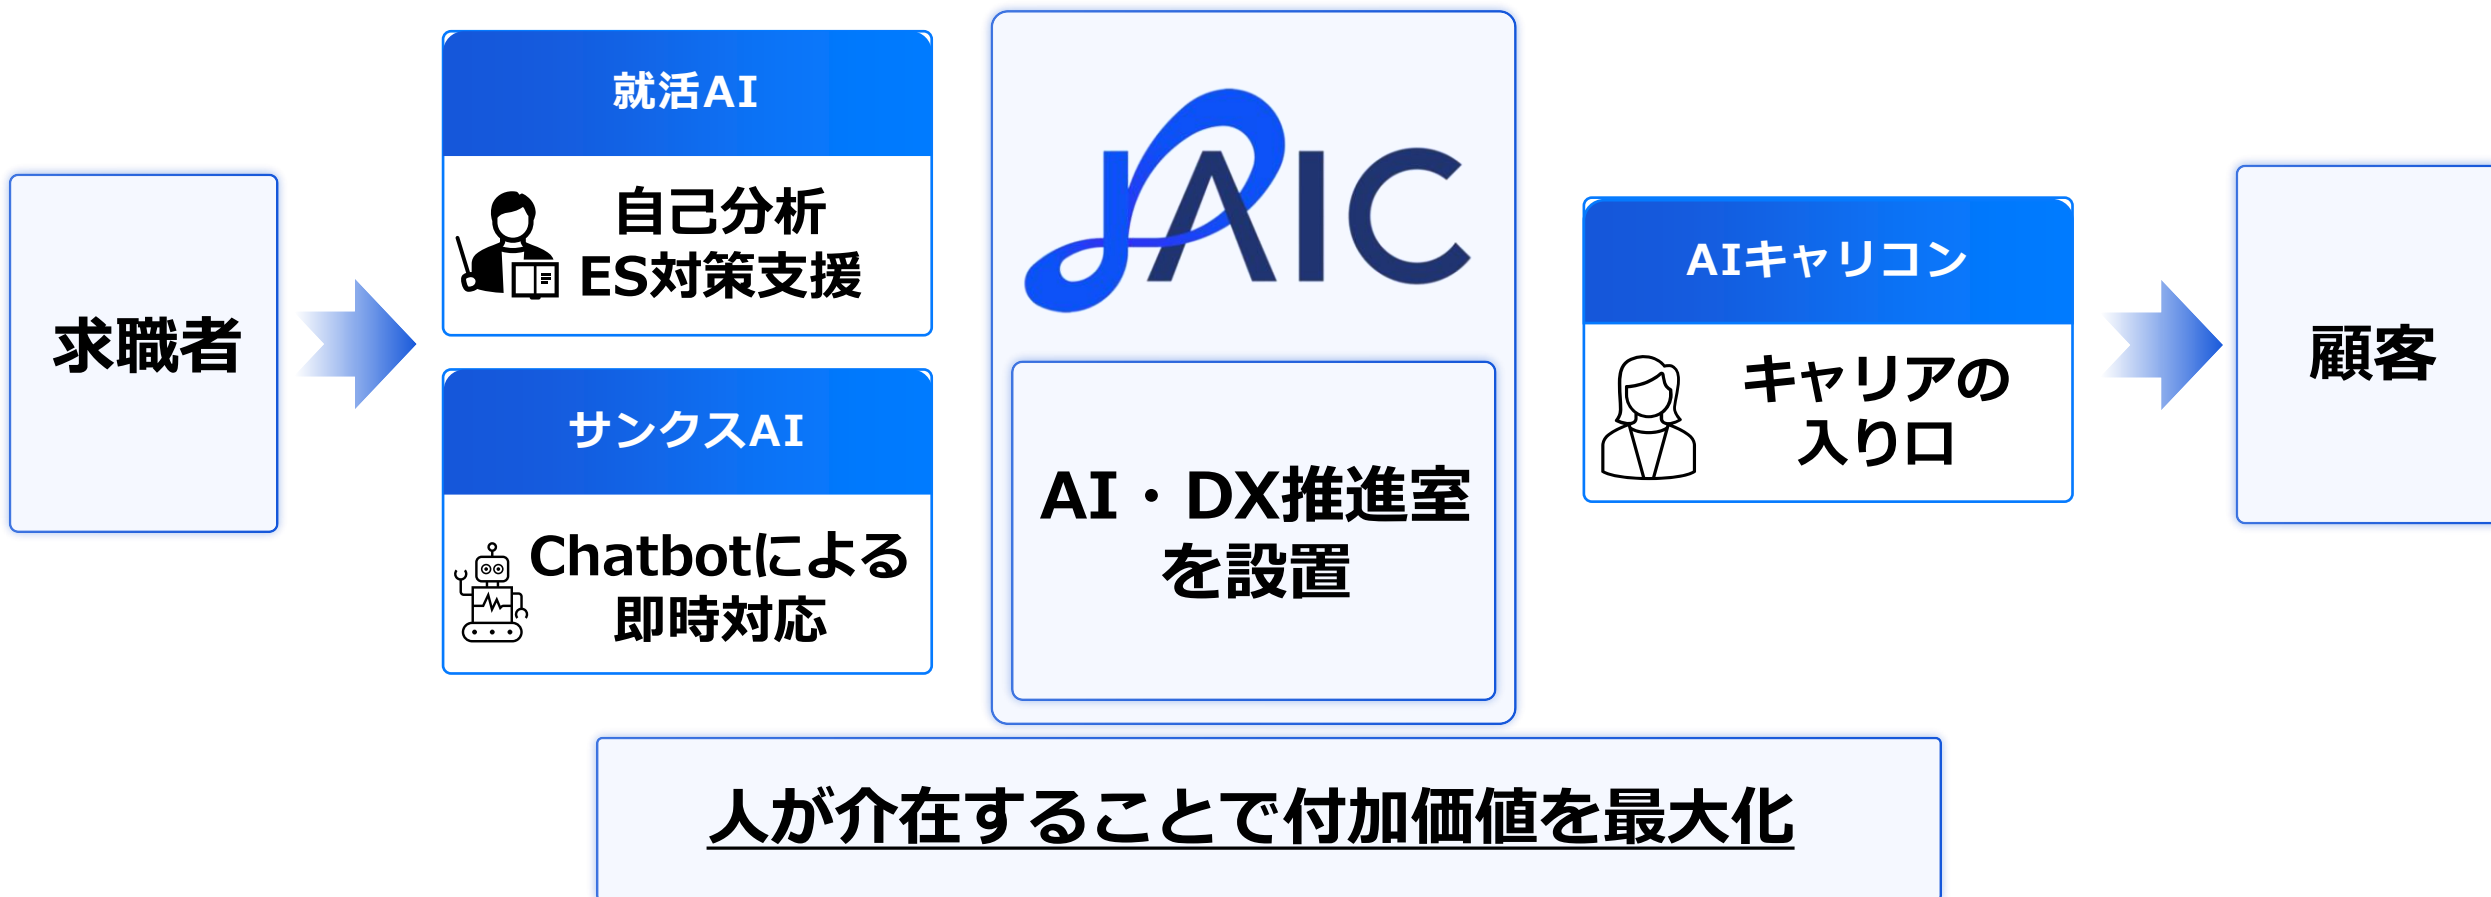 求職者
就活AI
自己分析
ES対策支援
サンクスAI
Chatbotによる
即時対応
JAIC
AI・DX推進室
を設置
AIキャリコン
キャリアの
入り口
顧客
人が介在することで付加価値を最大化